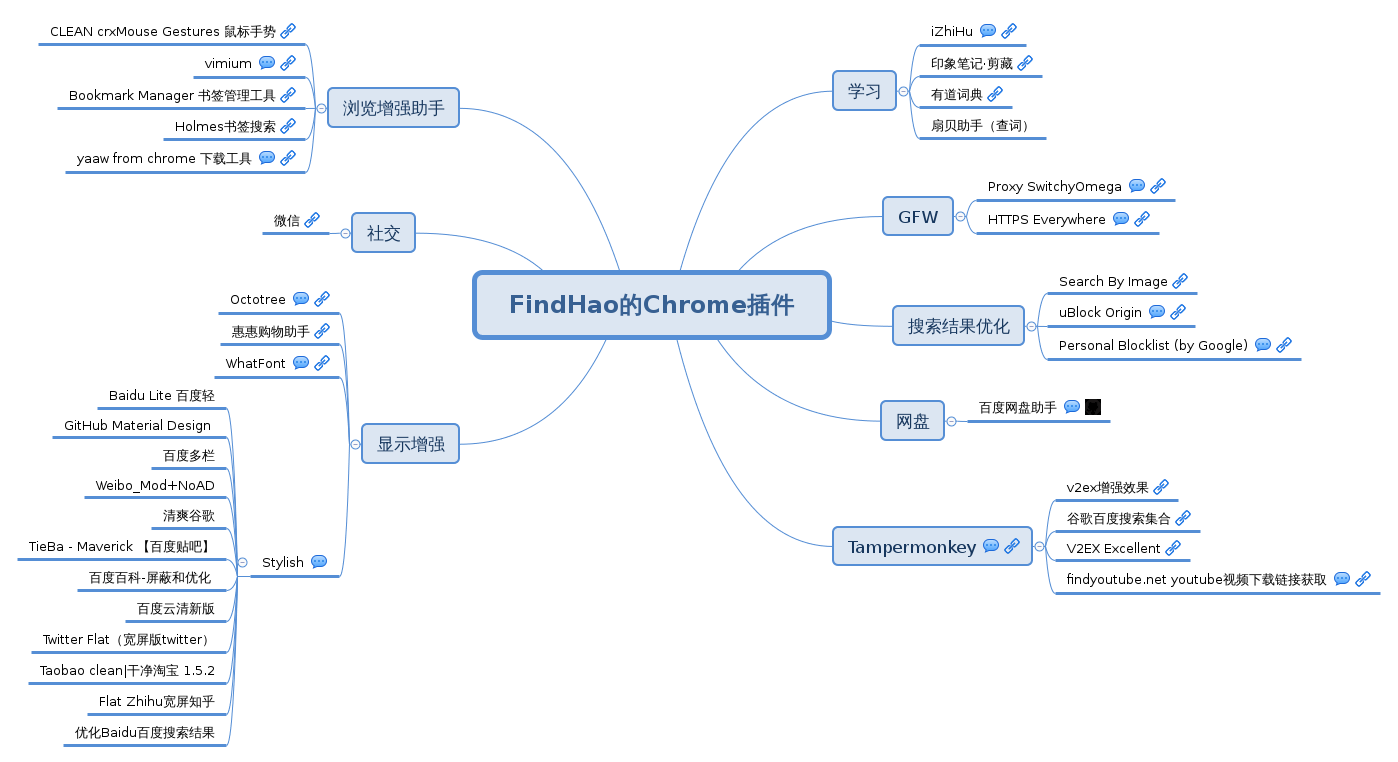 FindHao的Chrome插件
浏览增强助手
CLEAN crxMouse Gestures 鼠标手势
vimium
Bookmark Manager 书签管理工具
Holmes书签搜索
yaaw from chrome 下载工具
社交
微信
显示增强
Octotree
惠惠购物助手
WhatFont
Stylish
Baidu Lite 百度轻
GitHub Material Design
百度多栏
Weibo_Mod+NoAD
清爽谷歌
TieBa - Maverick 【百度贴吧】
百度百科-屏蔽和优化
百度云清新版
Twitter Flat（宽屏版twitter）
Taobao clean|干净淘宝 1.5.2
Flat Zhihu宽屏知乎
优化Baidu百度搜索结果
学习
iZhiHu
印象笔记·剪藏
有道词典
扇贝助手（查词）
GFW
Proxy SwitchyOmega
HTTPS Everywhere
搜索结果优化
Search By Image
uBlock Origin
Personal Blocklist (by Google)
网盘
百度网盘助手
Tampermonkey
v2ex增强效果
谷歌百度搜索集合
V2EX Excellent
findyoutube.net youtube视频下载链接获取